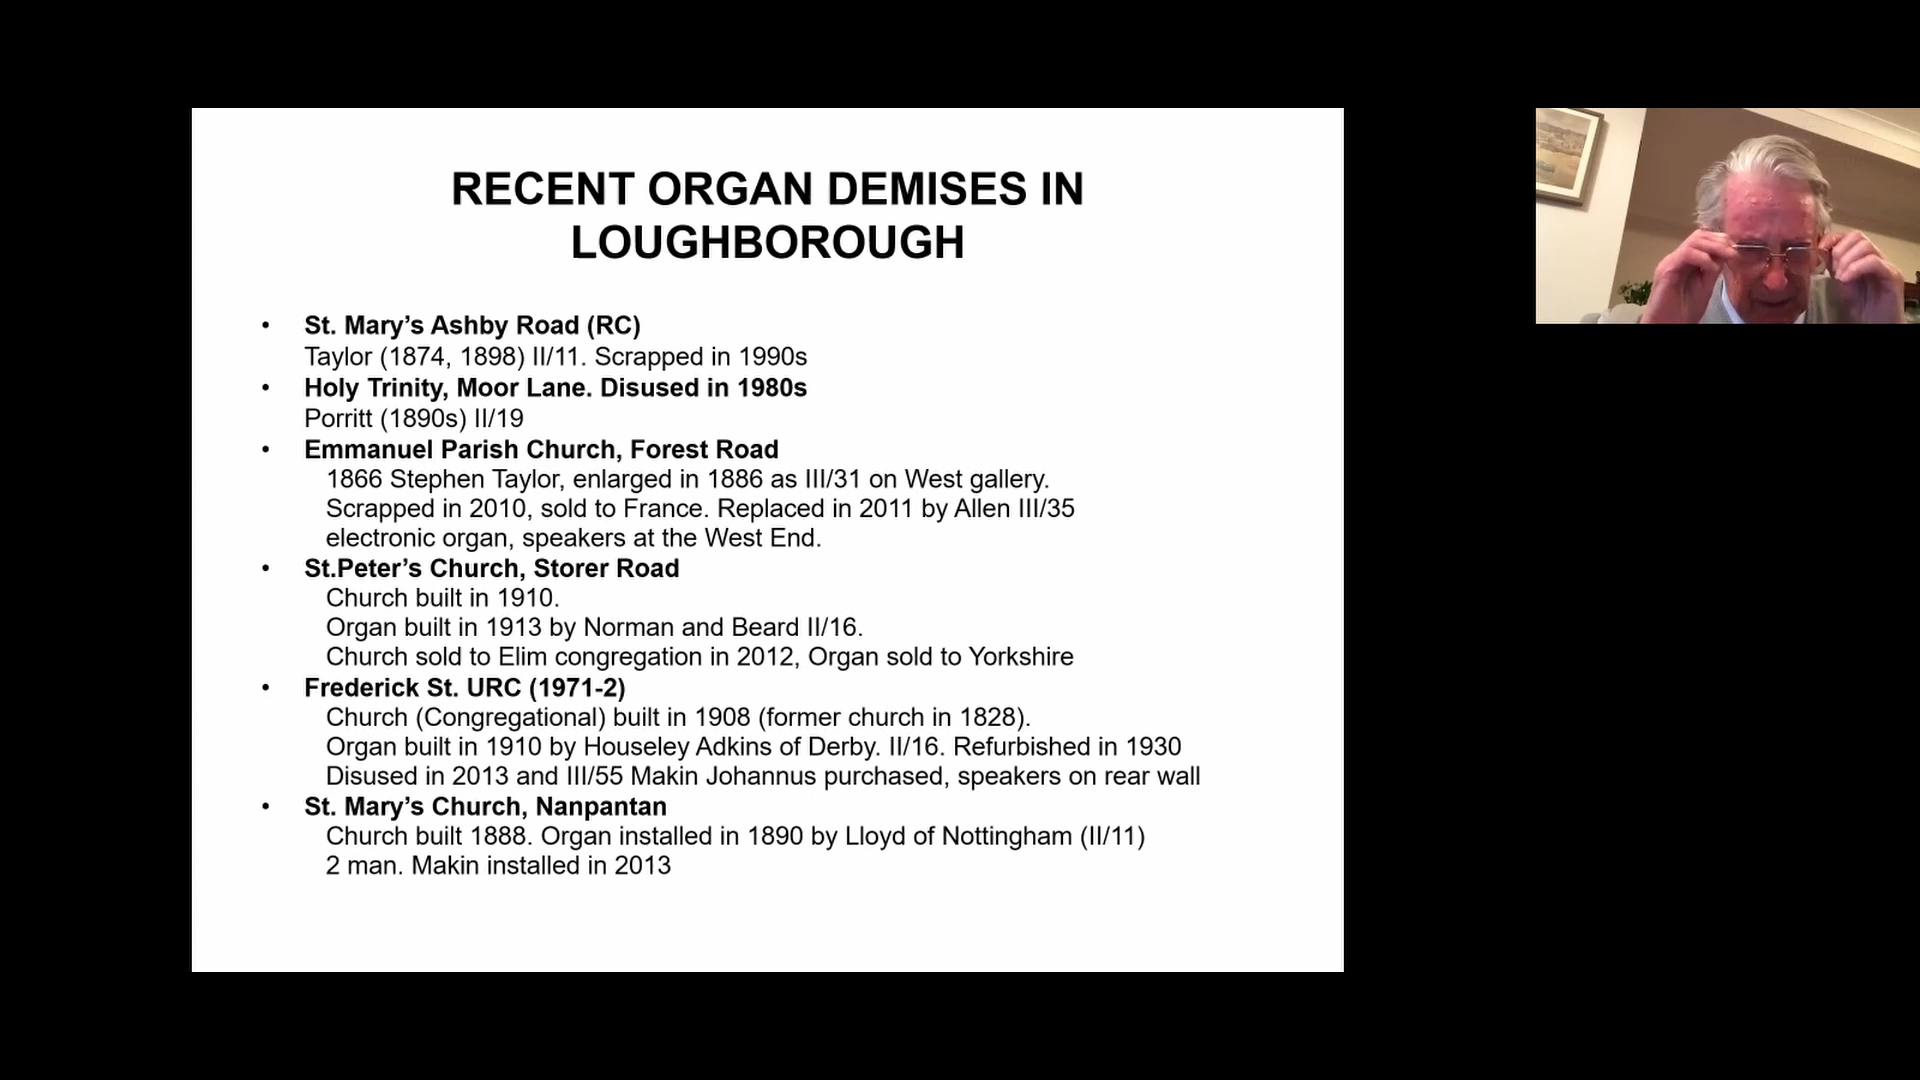 RECENT ORGAN DEMISES IN
LOUGHBOROUGH
• St. Mary’s Ashby Road (RC)
Taylor (1874, 1898) II/11. Scrapped in 1990s
• Holy Trinity, Moor Lane. Disused in 1980s
Porritt (1890s) II/19
• Emmanuel Parish Church, Forest Road
1866 Stephen Taylor, enlarged in 1886 as III/31 on West gallery.
Scrapped in 2010, sold to France. Replaced in 2011 by Allen III/35
electronic organ, speakers at the West End.
• St.Peter’s Church, Storer Road
Church built in 1910.
Organ built in 1913 by Norman and Beard II/16.
Church sold to Elim congregation in 2012, Organ sold to Yorkshire
• Frederick St. URC (1971-2)
Church (Congregational) built in 1908 (former church in 1828).
Organ built in 1910 by Houseley Adkins of Derby. II/16. Refurbished in 1930
Disused in 2013 and III/55 Makin Johannus purchased, speakers on rear wall
• St. Mary’s Church, Nanpantan
Church built 1888. Organ installed in 1890 by Lloyd of Nottingham (II/11)
2 man. Makin installed in 2013